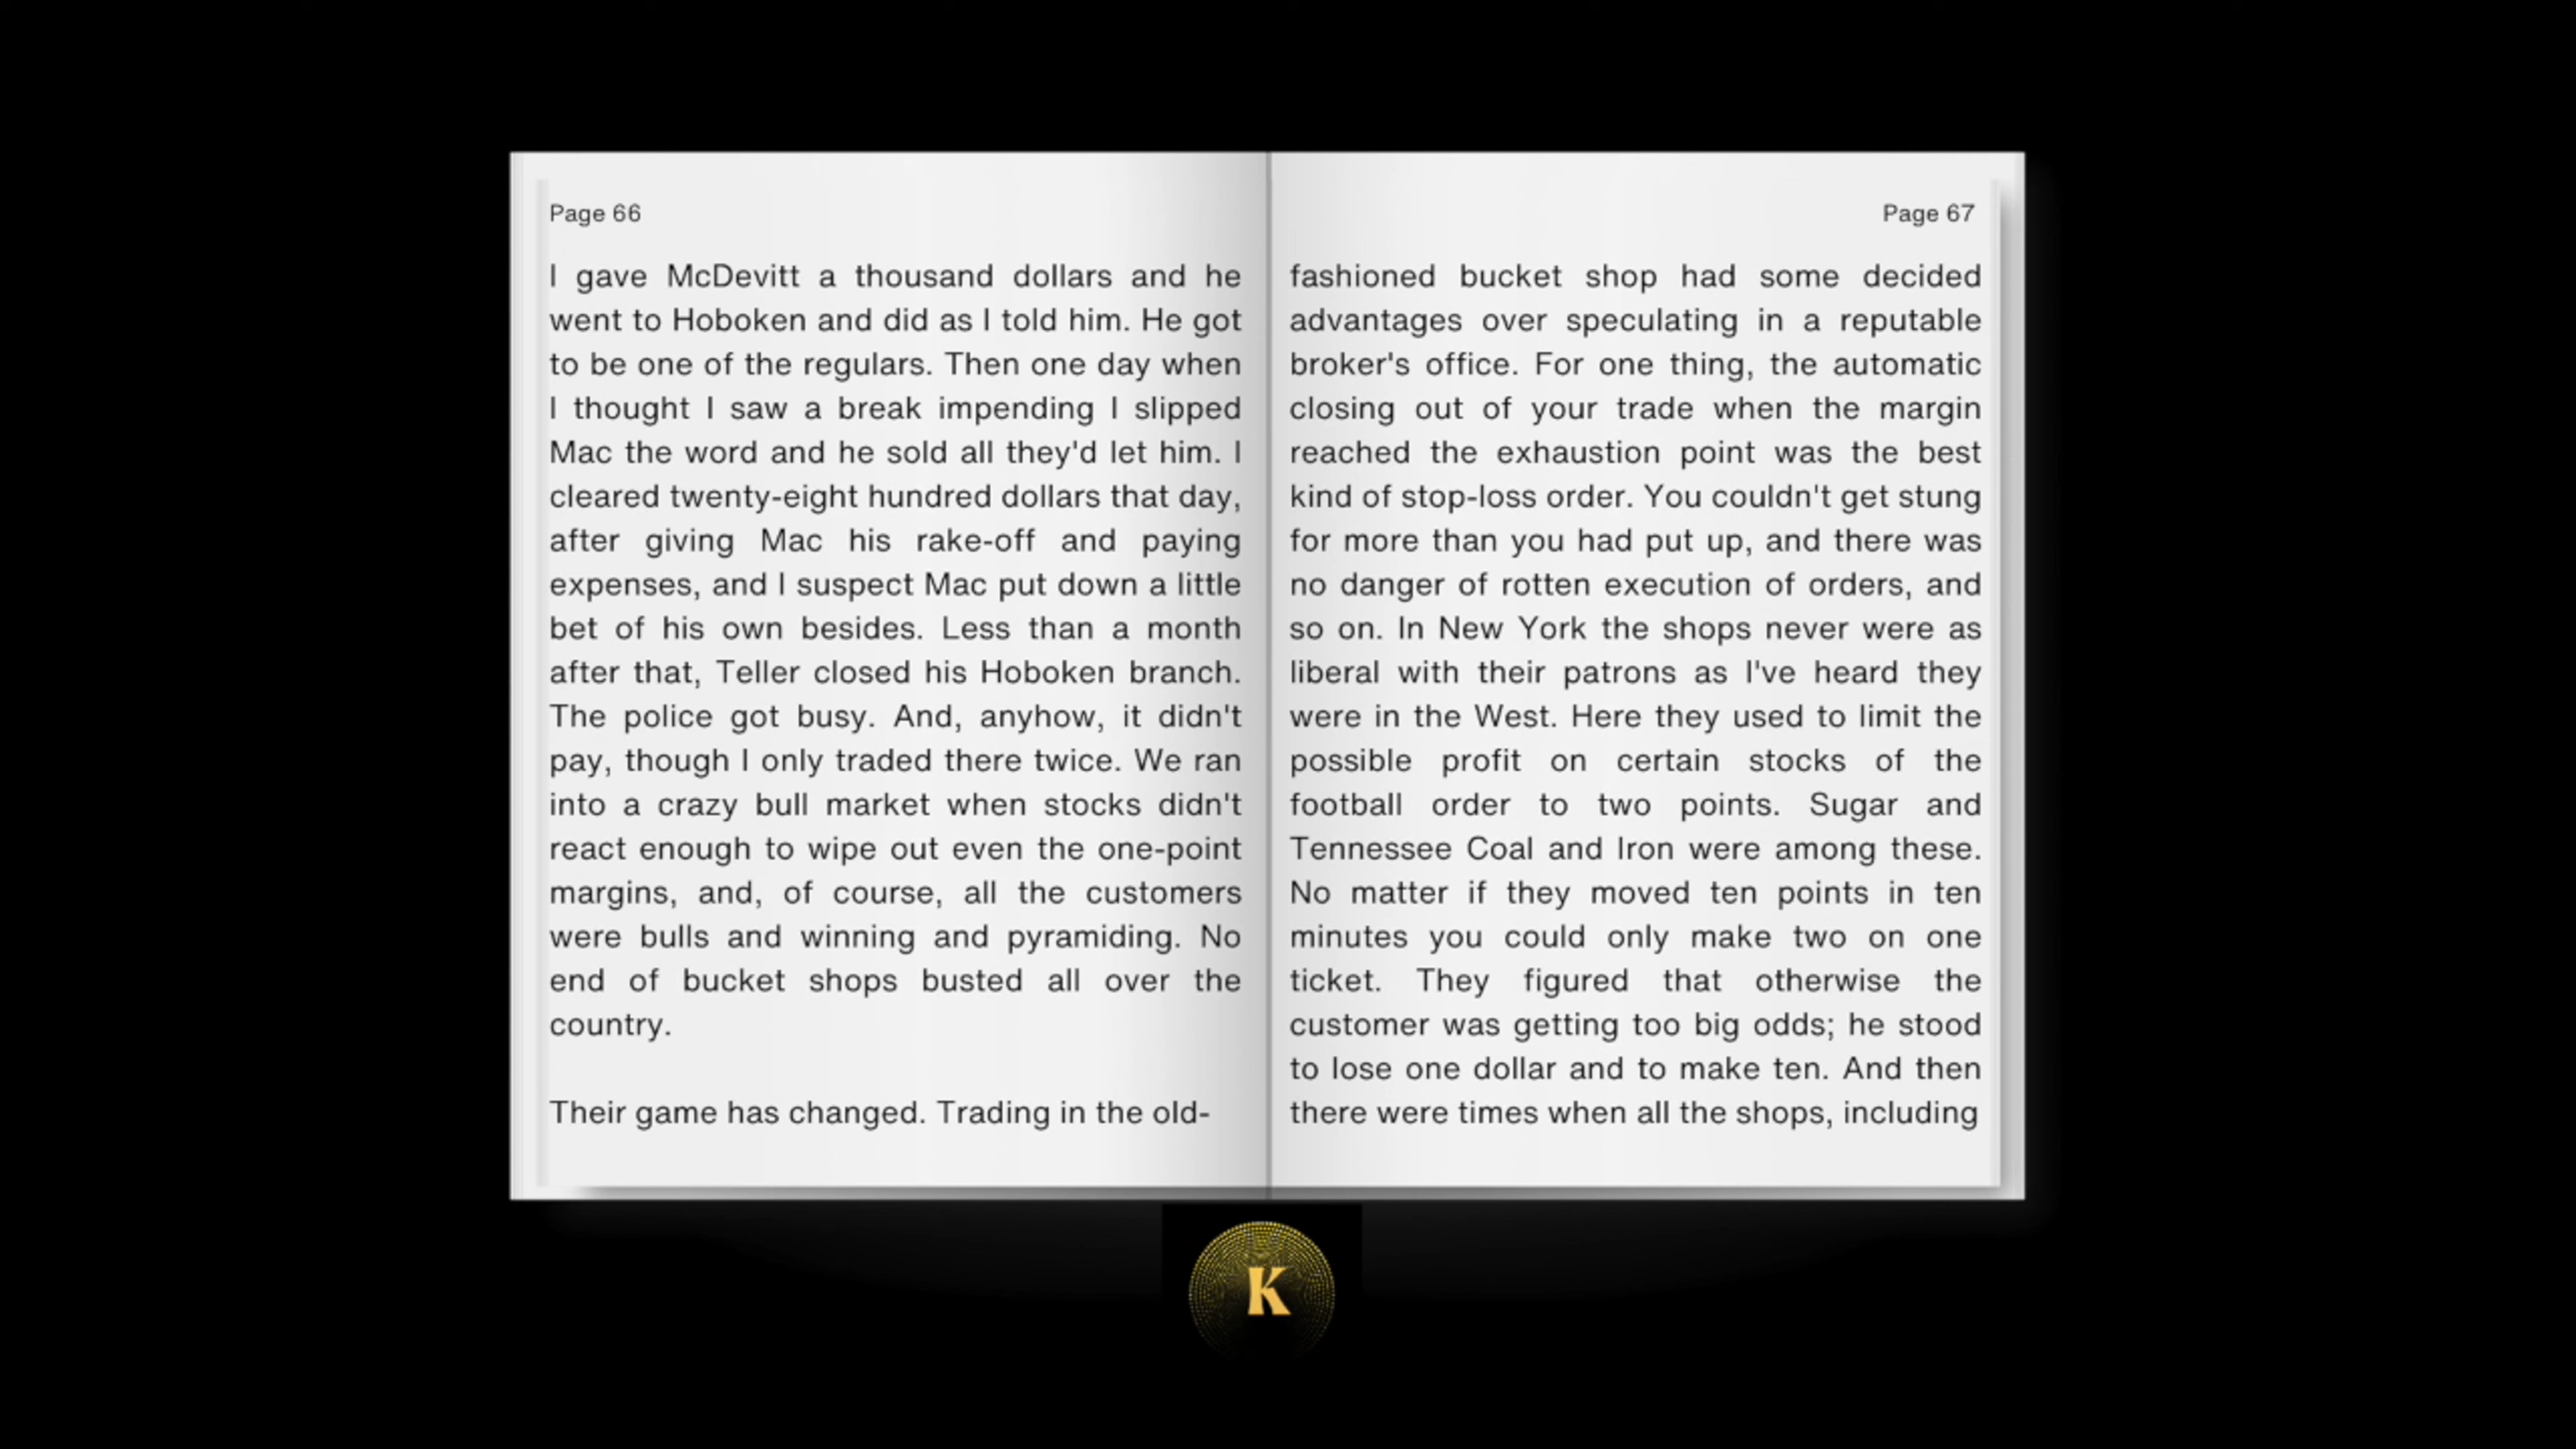 Page 66
I gave McDevitt a thousand dollars and he
went to Hoboken and did as I told him. He got
to be one of the regulars. Then one day when
I thought I saw a break impending I slipped
Mac the word and he sold all they'd let him. I
cleared twenty-eight hundred dollars that day,
after giving Mac his rake-off and paying
expenses, and I suspect Mac put down a little
bet of his own besides. Less than a month
after that, Teller closed his Hoboken branch.
The police got busy. And, anyhow, it didn't
pay, though I only traded there twice. We ran
into a crazy bull market when stocks didn't
react enough to wipe out even the one-point
margins, and, of course, all the customers
were bulls and winning and pyramiding. No
end of bucket shops busted all over the
country.
Their game has changed. Trading in the old-
Page 67
fashioned bucket shop had some decided
advantages over speculating in a reputable
broker's office. For one thing, the automatic
closing out of your trade when the margin
reached the exhaustion point was the best
kind of stop-loss order. You couldn't get stung
for more than you had put up, and there was
no danger of rotten execution of orders, and
so on. In New York the shops never were as
liberal with their patrons as I've heard they
were in the West. Here they used to limit the
possible profit on certain stocks of the
football order to two points. Sugar and
Tennessee Coal and Iron were among these.
No matter if they moved ten points in ten
minutes you could only make two on one
ticket. They figured that otherwise the
customer was getting too big odds; he stood
to lose one dollar and to make ten. And then
there were times when all the shops, including
K